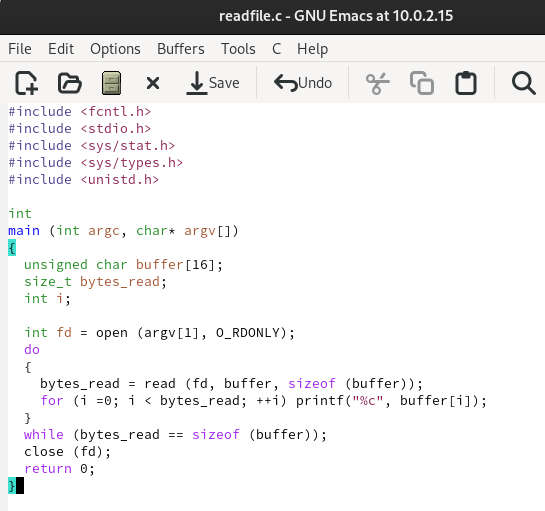 readfile.c - GNU Emacs at 10.0.2.15
File Edit Options Buffers Tools C Help
Save Undo
#include <fcntl.h>
#include <stdio.h>
#include <sys/stat.h>
#include <sys/types.h>
#include <unistd.h>

int
main (int argc, char* argv[])
{
  unsigned char buffer[16];
  size_t bytes_read;
  int i;

  int fd = open (argv[1], O_RDONLY);
  do
  {
    bytes_read = read (fd, buffer, sizeof (buffer));
    for (i =0; i < bytes_read; ++i) printf("%c", buffer[i]);
  }
  while (bytes_read == sizeof (buffer));
  close (fd);
  return 0;
}